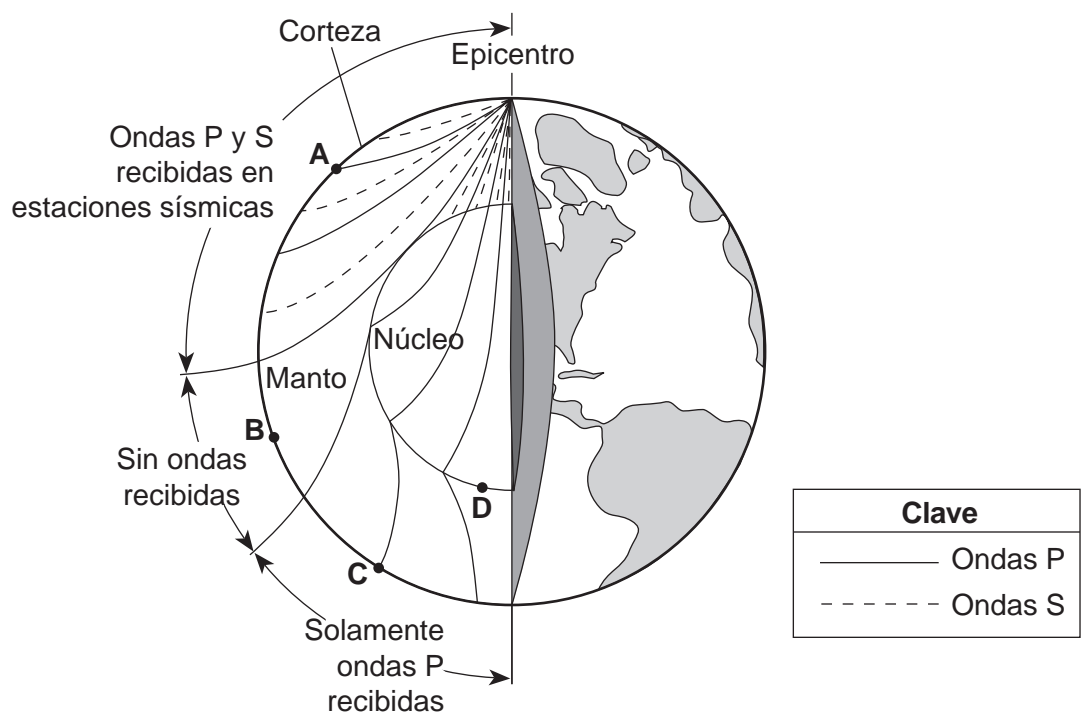 Corteza
Epicentro
Ondas P y S
recibidas en
estaciones sísmicas
A
Núcleo
Manto
B
Sin ondas
recibidas
D
C
Solamente
ondas P
recibidas
Clave
Ondas P
Ondas S